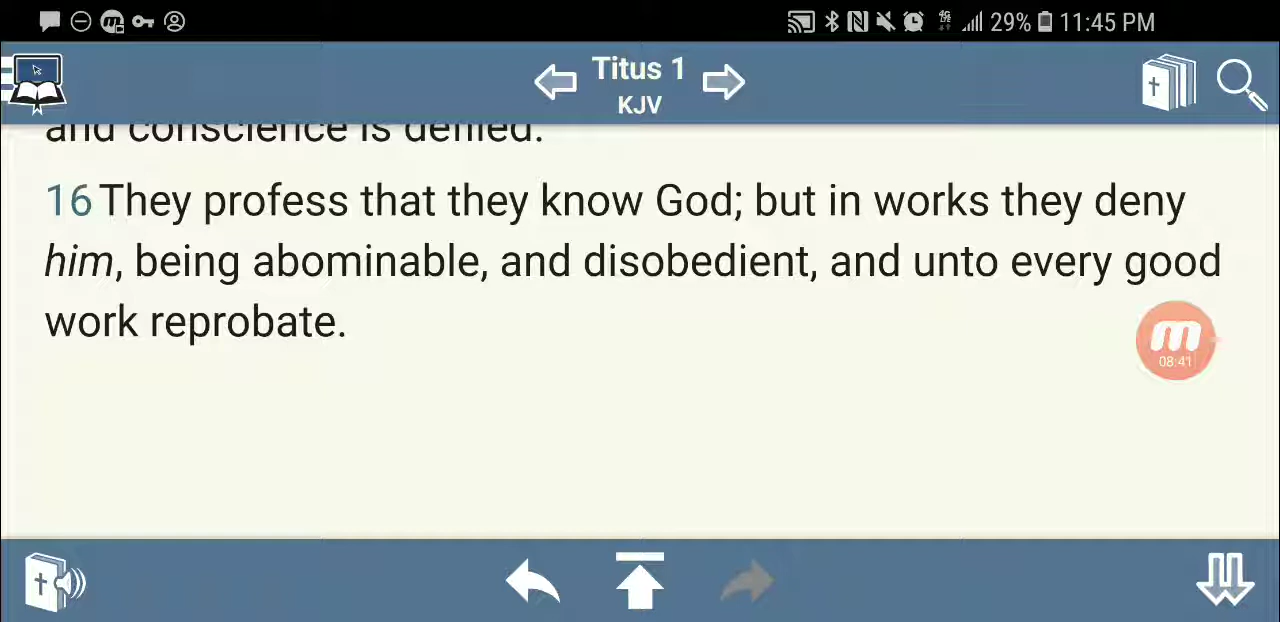 29% 11:45 PM
Titus 1
KJV
and conscience is defiled.
16 They profess that they know God; but in works they deny
him, being abominable, and disobedient, and unto every good
work reprobate.
m
08:41